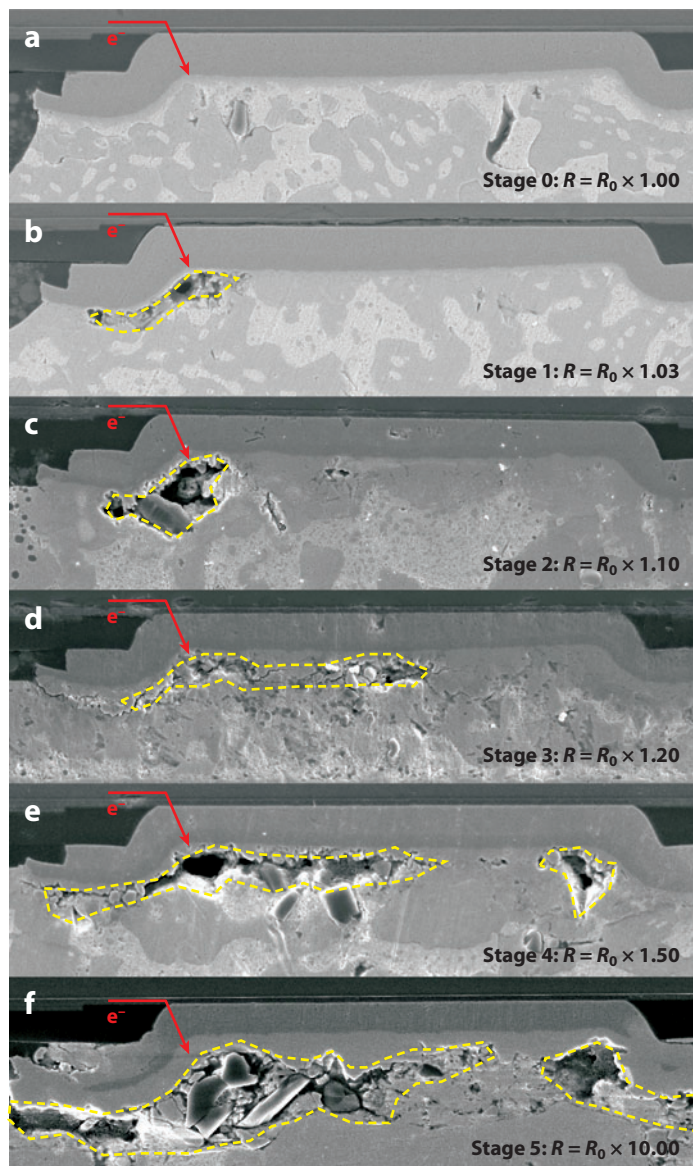 a
e⁻
Stage 0: R = R₀ × 1.00
b
e⁻
Stage 1: R = R₀ × 1.03
c
e⁻
Stage 2: R = R₀ × 1.10
d
e⁻
Stage 3: R = R₀ × 1.20
e
e⁻
Stage 4: R = R₀ × 1.50
f
e⁻
Stage 5: R = R₀ × 10.00